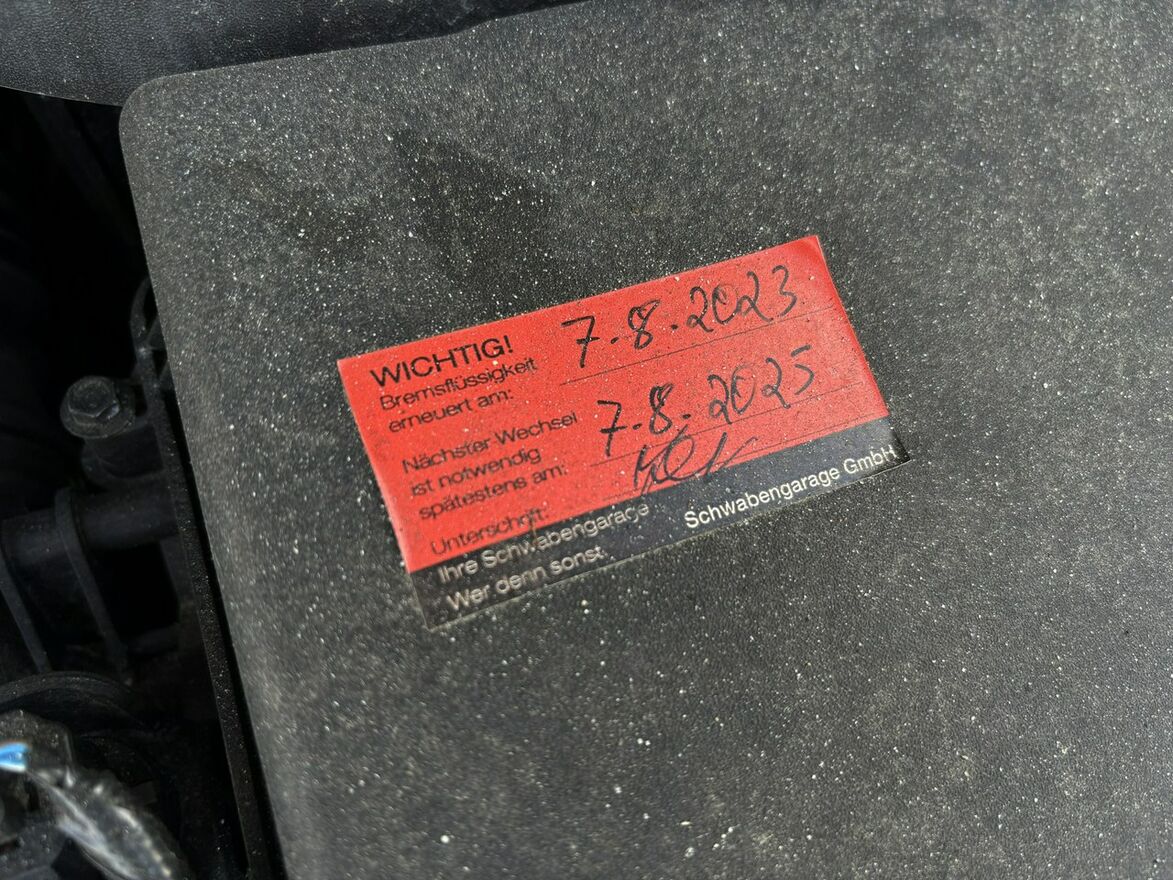 WICHTIG!
Bremsflüssigkeit
erneuert am: 7.8.2023
Nächster Wechsel
ist notwendig
spätestens am: 7.8.2025
Unterschrift:
Ihre Schwabengarage
Wer denn sonst.
Schwabengarage GmbH